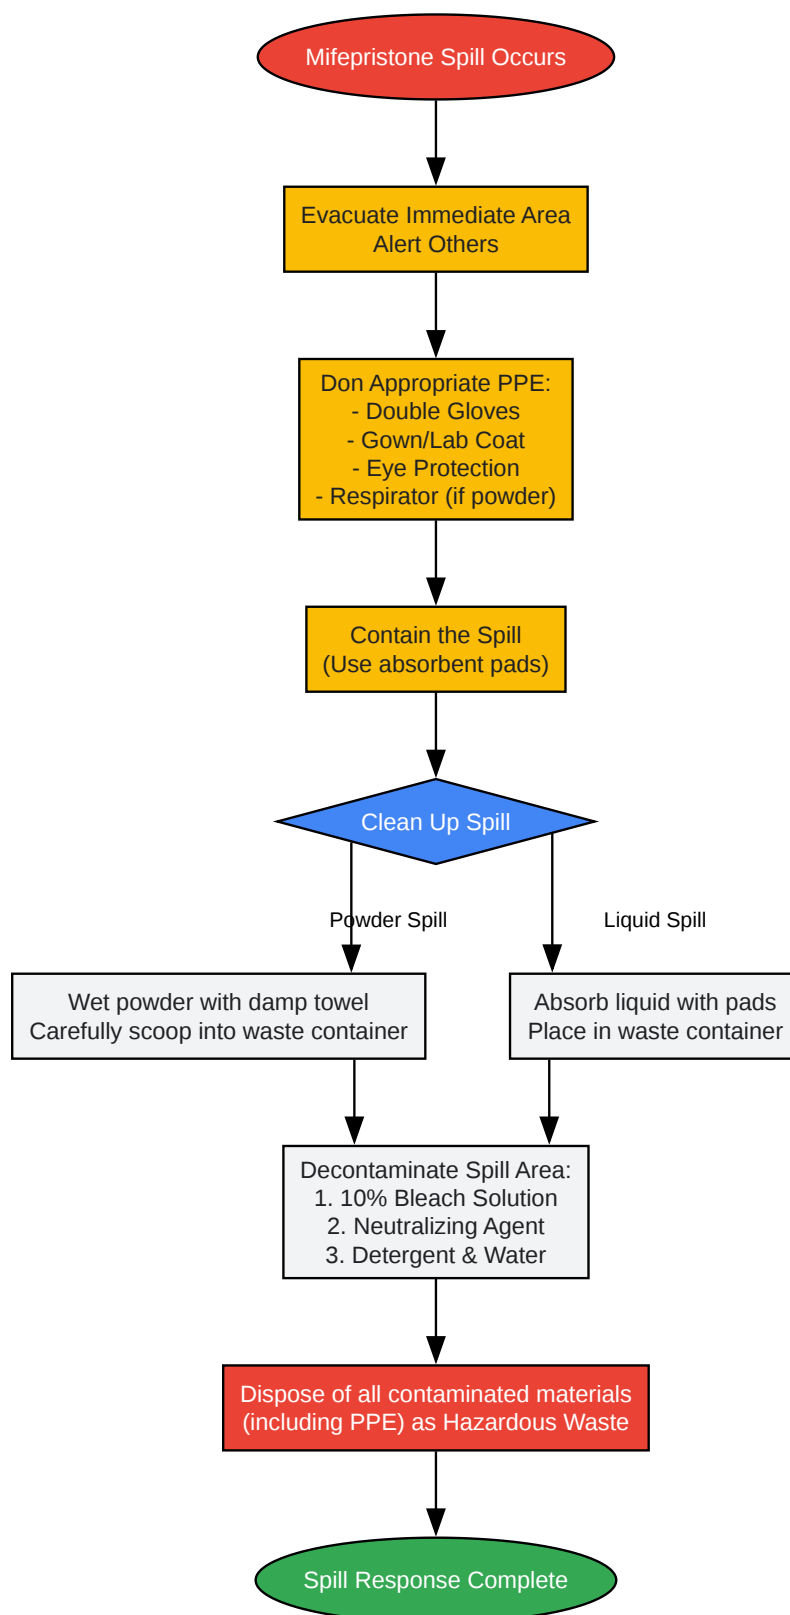 Mifepristone Spill Occurs
Evacuate Immediate Area
Alert Others
Don Appropriate PPE:
- Double Gloves
- Gown/Lab Coat
- Eye Protection
- Respirator (if powder)
Contain the Spill
(Use absorbent pads)
Clean Up Spill
Powder Spill
Liquid Spill
Wet powder with damp towel
Carefully scoop into waste container
Absorb liquid with pads
Place in waste container
Decontaminate Spill Area:
1. 10% Bleach Solution
2. Neutralizing Agent
3. Detergent & Water
Dispose of all contaminated materials
(including PPE) as Hazardous Waste
Spill Response Complete